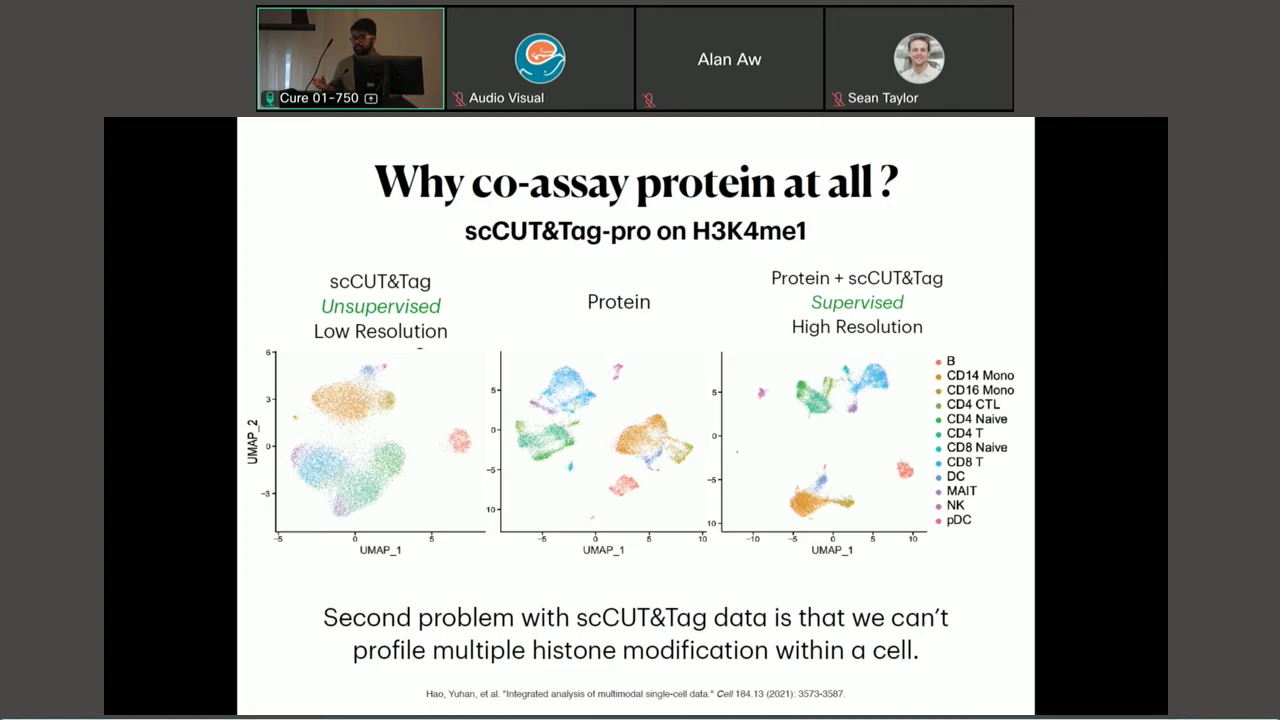 Cure 01-750
Audio Visual
Alan Aw
Sean Taylor
Why co-assay protein at all ?
scCUT&Tag-pro on H3K4me1
scCUT&Tag
Unsupervised
Low Resolution
Protein
Protein + scCUT&Tag
Supervised
High Resolution
6
3
0
−3
UMAP_2
−5
0
5
UMAP_1
5
0
−5
10
−5
0
5
10
UMAP_1
5
0
−5
10
−10
−5
0
5
10
UMAP_1
B
CD14 Mono
CD16 Mono
CD4 CTL
CD4 Naive
CD4 T
CD8 Naive
CD8 T
DC
MAIT
NK
pDC
Second problem with scCUT&Tag data is that we can't
profile multiple histone modification within a cell.
Hao, Yuhan, et al. "Integrated analysis of multimodal single-cell data." Cell 184.13 (2021): 3573-3587.